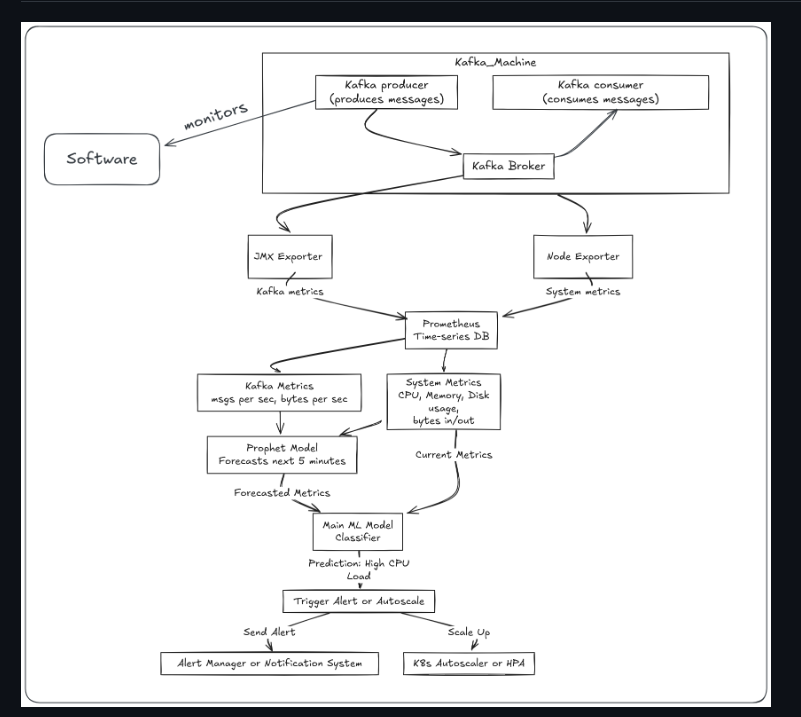 Kafka_Machine
Kafka producer
(produces messages)
Kafka consumer
(consumes messages)
monitors
Software
Kafka Broker
JMX Exporter
Node Exporter
Kafka metrics
System metrics
Prometheus
Time-series DB
Kafka Metrics
msgs per sec, bytes per sec
System Metrics
CPU, Memory, Disk
usage,
bytes in/out
Prophet Model
Forecasts next 5 minutes
Current Metrics
Forecasted Metrics
Main ML Model
Classifier
Prediction: High CPU
Load
Trigger Alert or Autoscale
Send Alert
Scale Up
Alert Manager or Notification System
K8s Autoscaler or HPA